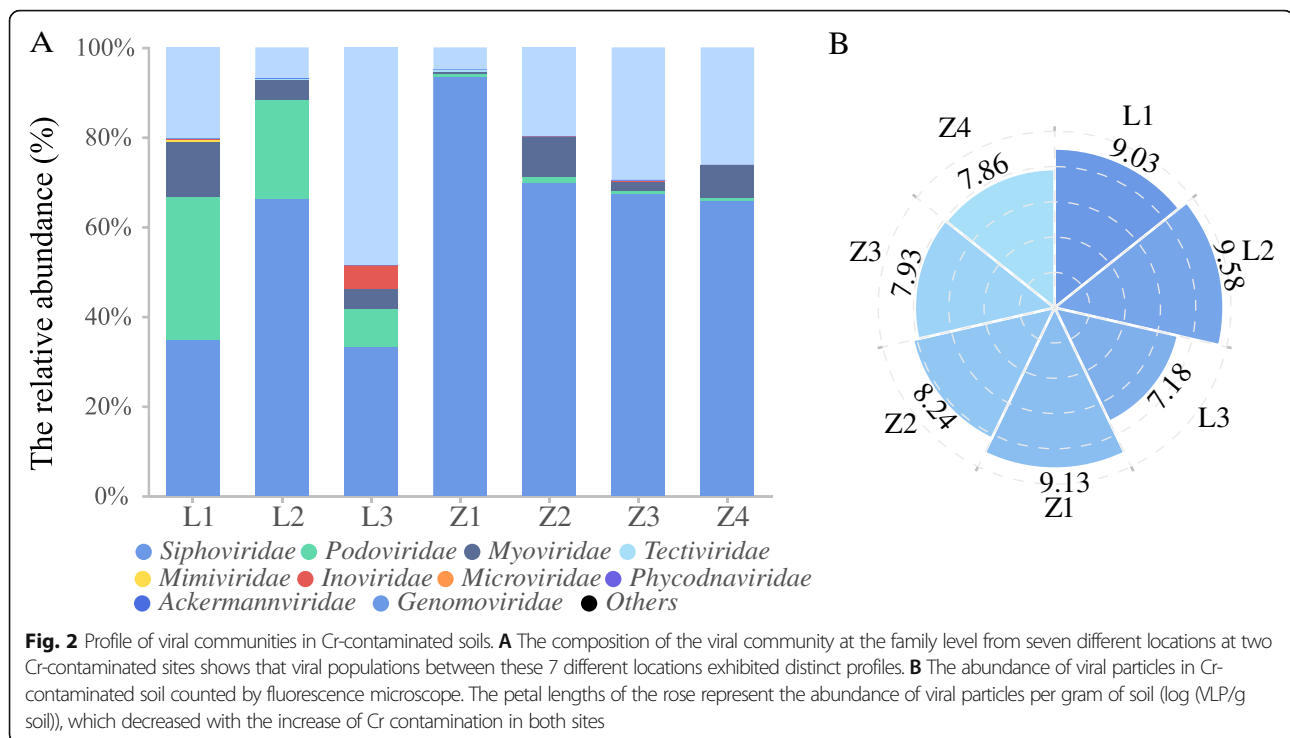 A
B
The relative abundance (%)
100%
80%
60%
40%
20%
0%
L1 L2 L3 Z1 Z2 Z3 Z4
Siphoviridae Podoviridae Myoviridae Tectiviridae
Mimiviridae Inoviridae Microviridae Phycodnaviridae
Ackermannviridae Genomoviridae Others
L1
9.03
L2
9.58
L3
7.18
Z1
9.13
Z2
8.24
Z3
7.93
Z4
7.86
Fig. 2 Profile of viral communities in Cr-contaminated soils. A The composition of the viral community at the family level from seven different locations at two
Cr-contaminated sites shows that viral populations between these 7 different locations exhibited distinct profiles. B The abundance of viral particles in Cr-
contaminated soil counted by fluorescence microscope. The petal lengths of the rose represent the abundance of viral particles per gram of soil (log (VLP/g
soil)), which decreased with the increase of Cr contamination in both sites